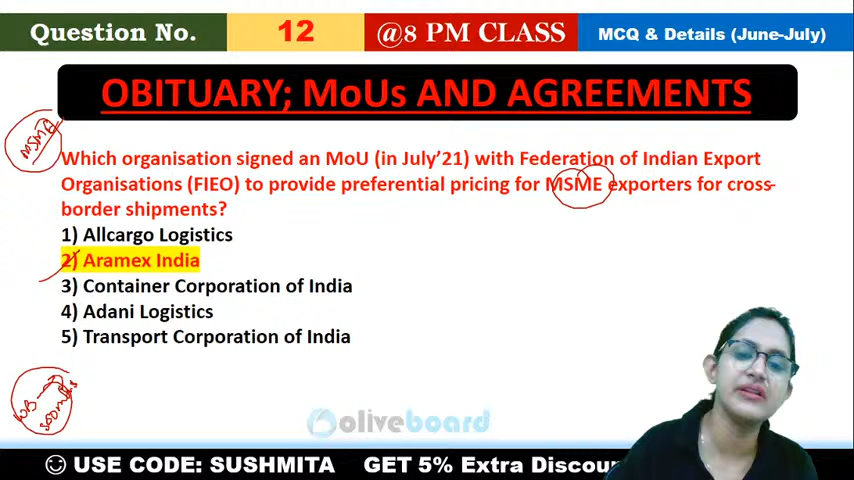 Question No.
12
@8 PM CLASS
MCQ & Details (June-July)
OBITUARY; MoUs AND AGREEMENTS
MSME
Which organisation signed an MoU (in July'21) with Federation of Indian Export
Organisations (FIEO) to provide preferential pricing for MSME exporters for cross-
border shipments?
1) Allcargo Logistics
2) Aramex India
3) Container Corporation of India
4) Adani Logistics
5) Transport Corporation of India
WB
oliveboard
USE CODE: SUSHMITA GET 5% Extra Discou